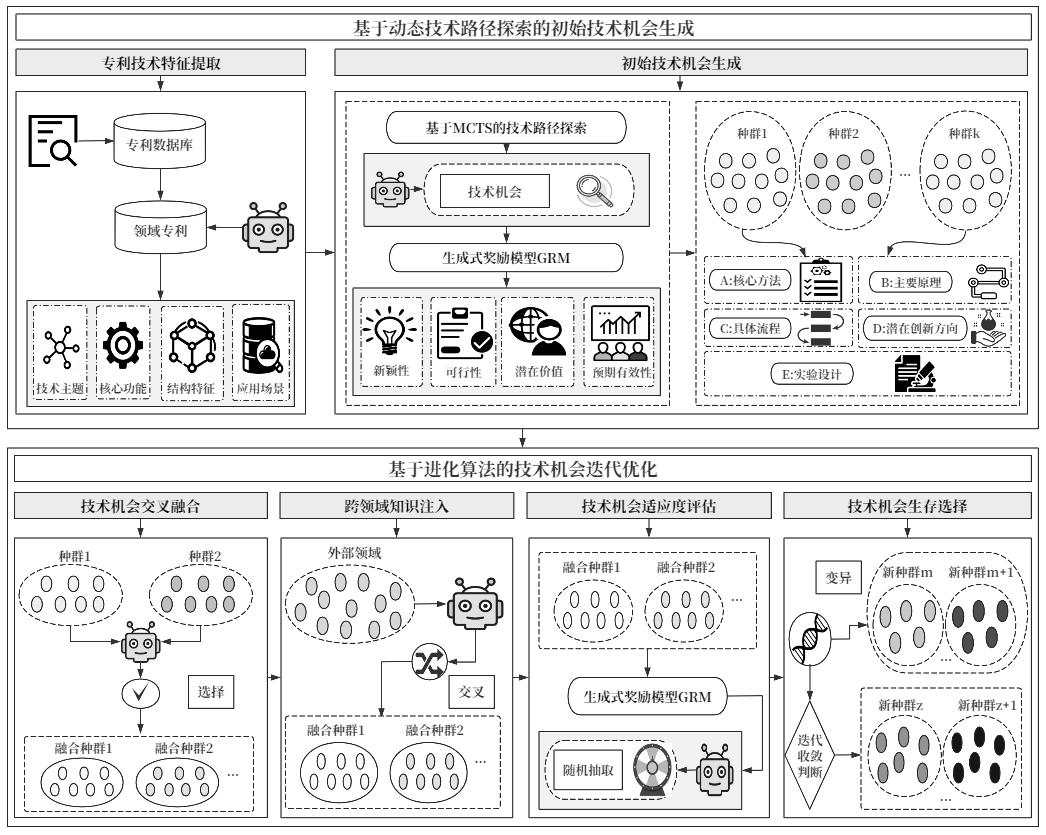 基于动态技术路径探索的初始技术机会生成
专利技术特征提取
初始技术机会生成
专利数据库
领域专利
技术主题
核心功能
结构特征
应用场景
基于MCTS的技术路径探索
技术机会
生成式奖励模型GRM
新颖性
可行性
潜在价值
预期有效性
种群1
种群2
...
种群k
A:核心方法
B:主要原理
C:具体流程
D:潜在创新方向
E:实验设计
基于进化算法的技术机会迭代优化
技术机会交叉融合
跨领域知识注入
技术机会适应度评估
技术机会生存选择
种群1
种群2
选择
融合种群1
融合种群2
...
外部领域
交叉
融合种群1
融合种群2
...
融合种群1
融合种群2
...
生成式奖励模型GRM
随机抽取
变异
新种群m
新种群m+1
...
迭代
收敛
判断
新种群z
新种群z+1
...